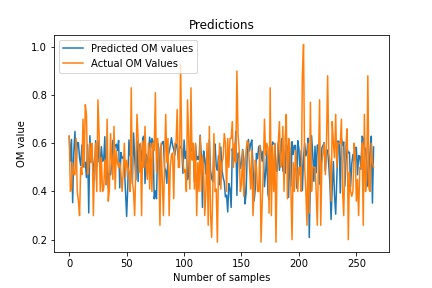 Predictions
Predicted OM values
Actual OM Values
OM value
1.0
0.8
0.6
0.4
0.2
0 50 100 150 200 250
Number of samples